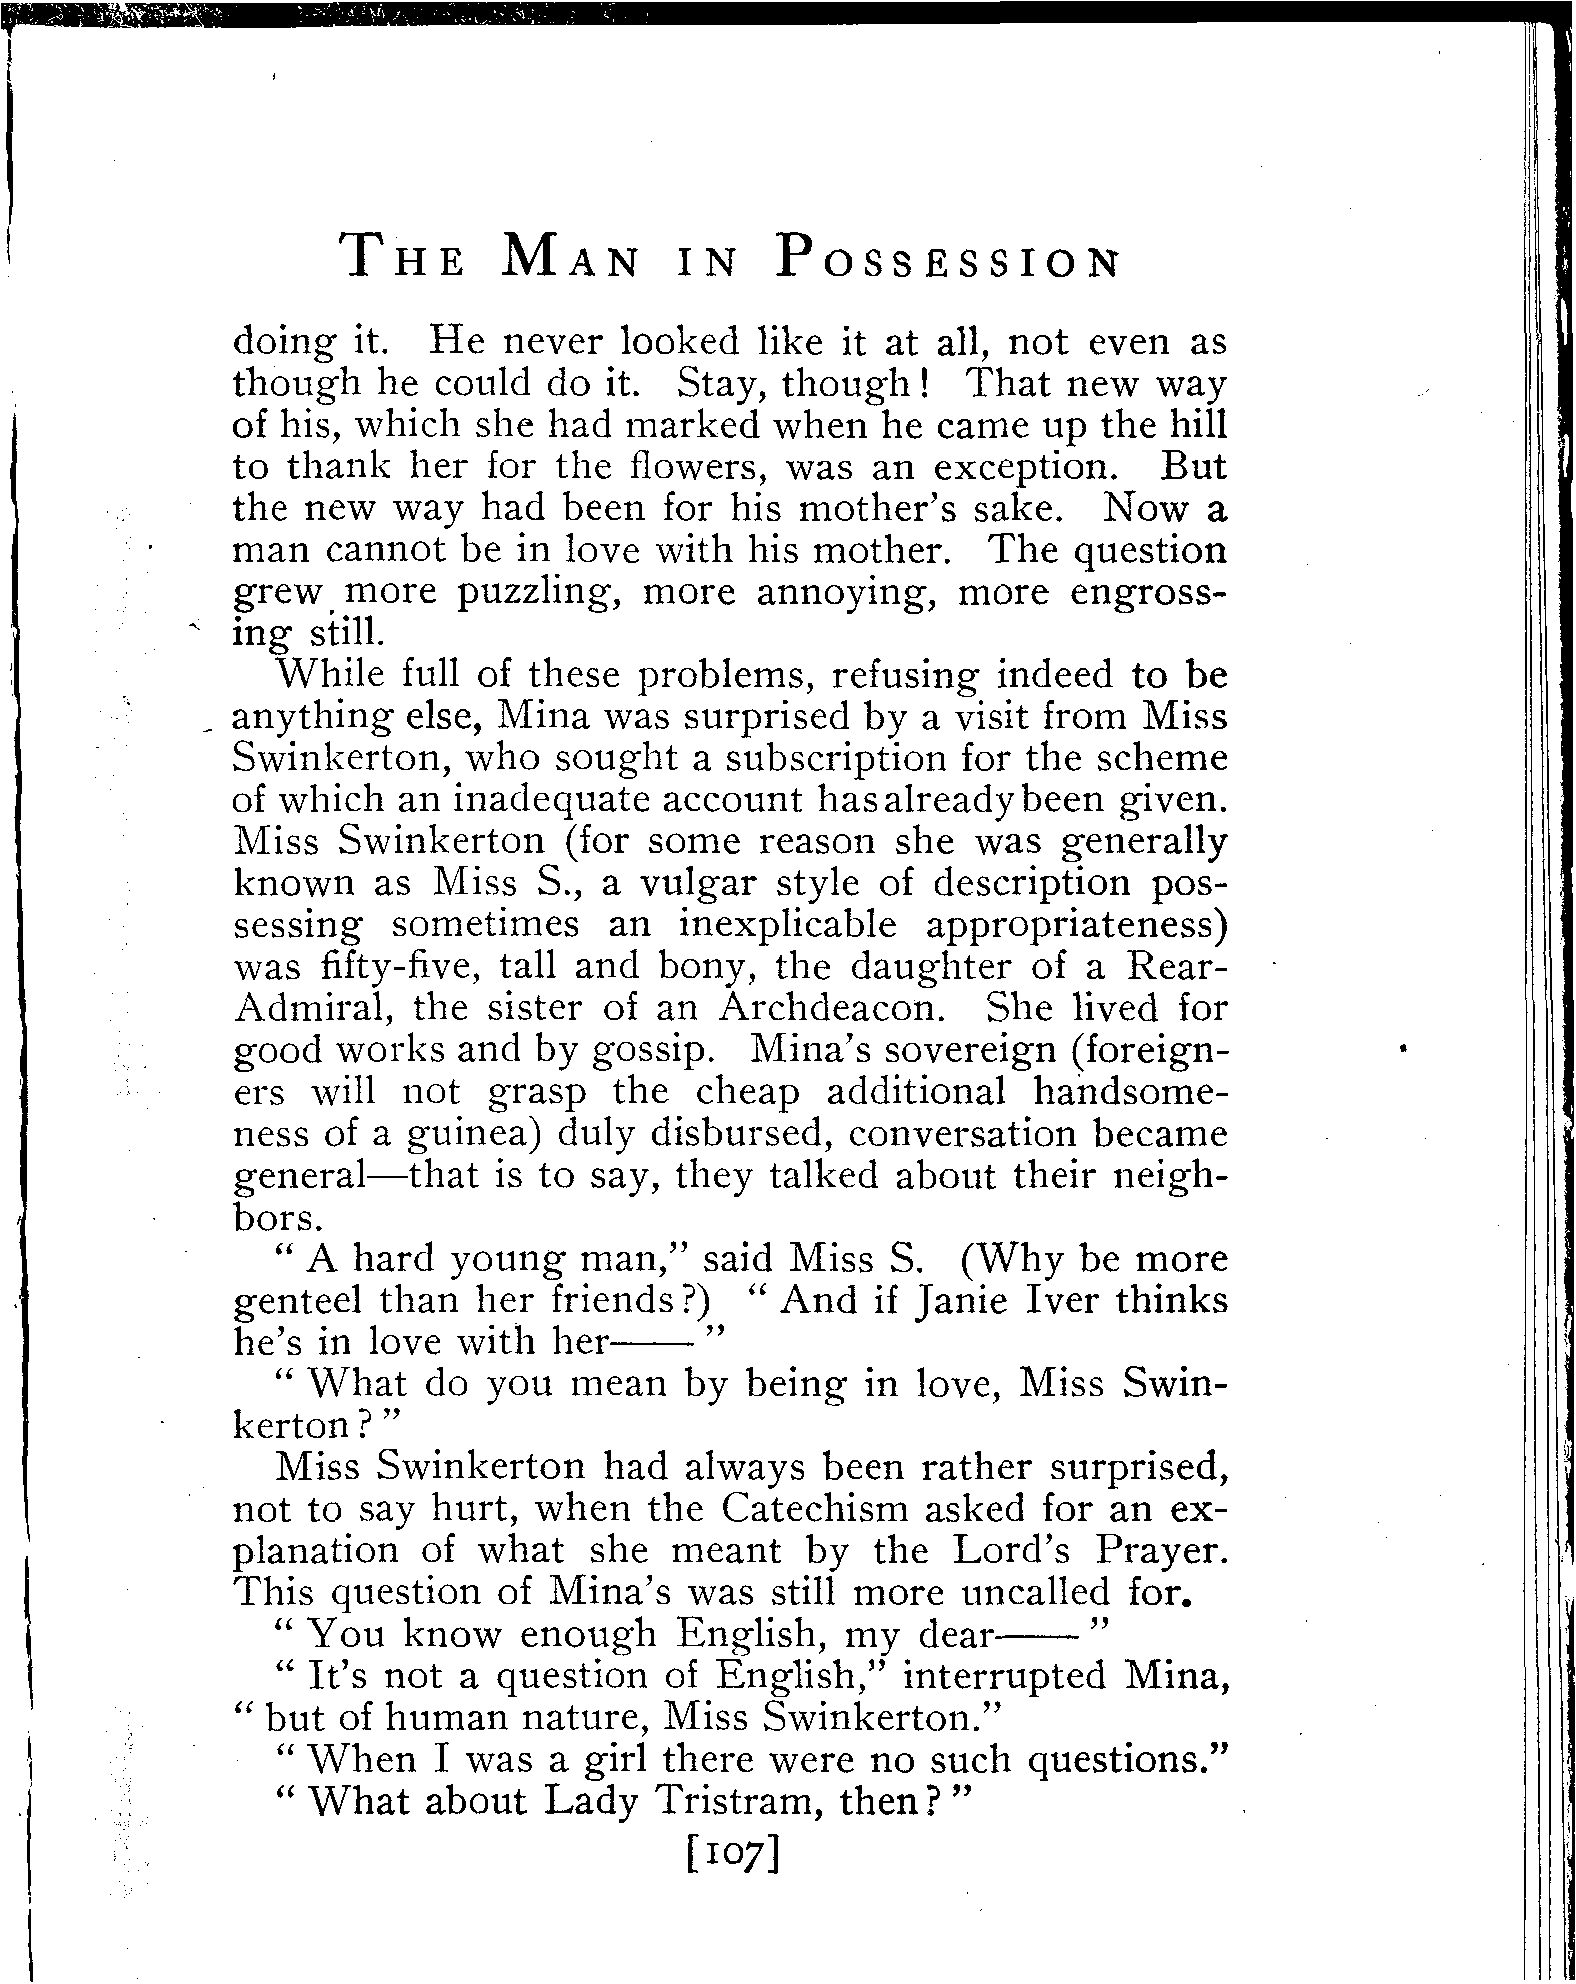 The Man in Possession
doing it. He never looked like it at all, not even as
though he could do it. Stay, though! That new way
of his, which she had marked when he came up the hill
to thank her for the flowers, was an exception. But
the new way had been for his mother's sake. Now a
man cannot be in love with his mother. The question
grew more puzzling, more annoying, more engross-
ing still.
While full of these problems, refusing indeed to be
anything else, Mina was surprised by a visit from Miss
Swinkerton, who sought a subscription for the scheme
of which an inadequate account has already been given.
Miss Swinkerton (for some reason she was generally
known as Miss S., a vulgar style of description pos-
sessing sometimes an inexplicable appropriateness)
was fifty-five, tall and bony, the daughter of a Rear-
Admiral, the sister of an Archdeacon. She lived for
good works and by gossip. Mina's sovereign (foreign-
ers will not grasp the cheap additional handsome-
ness of a guinea) duly disbursed, conversation became
general—that is to say, they talked about their neigh-
bors.
“ A hard young man,” said Miss S. (Why be more
genteel than her friends?) “ And if Janie Iver thinks
he's in love with her—— ”
“ What do you mean by being in love, Miss Swin-
kerton ? ”
Miss Swinkerton had always been rather surprised,
not to say hurt, when the Catechism asked for an ex-
planation of what she meant by the Lord's Prayer.
This question of Mina's was still more uncalled for.
“ You know enough English, my dear—— ”
“ It's not a question of English,” interrupted Mina,
“ but of human nature, Miss Swinkerton.”
“ When I was a girl there were no such questions.”
“ What about Lady Tristram, then ? ”
[107]